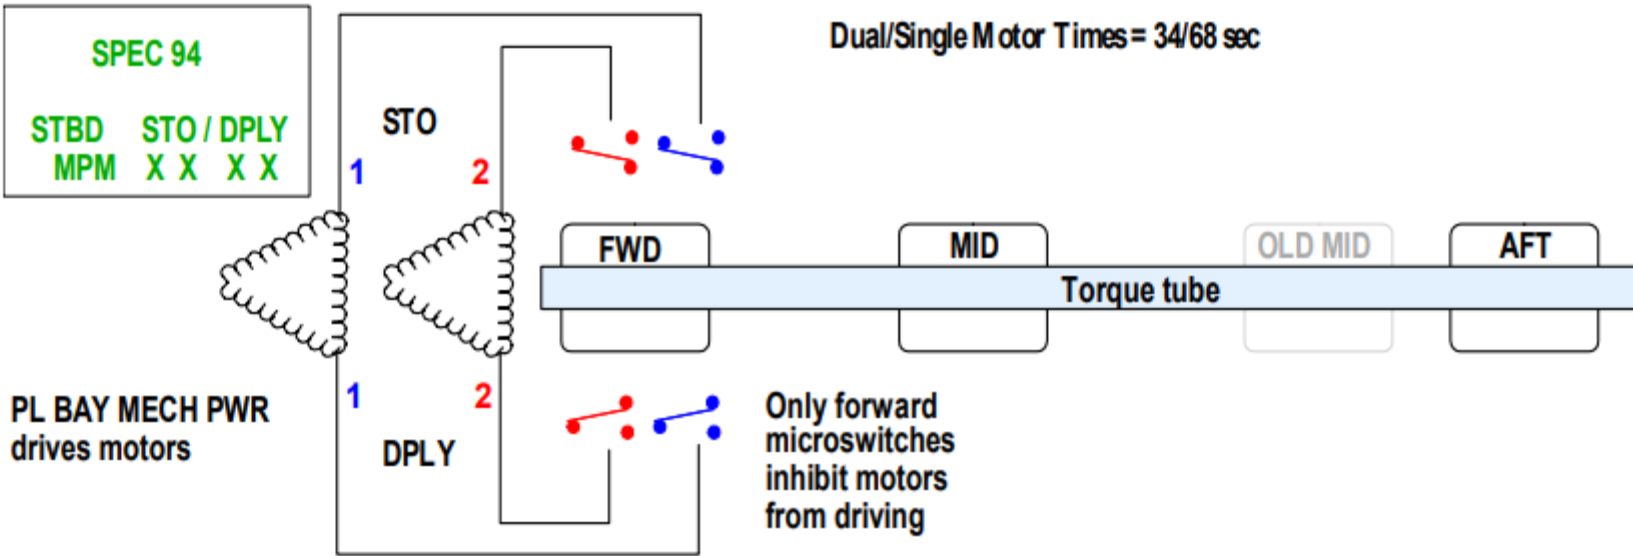 SPEC 94
STBD STO / DPLY
MPM X X X X
Dual/Single Motor Times = 34/68 sec
STO
1
2
FWD
MID
OLD MID
AFT
Torque tube
1
2
PL BAY MECH PWR
drives motors
DPLY
Only forward
microswitches
inhibit motors
from driving